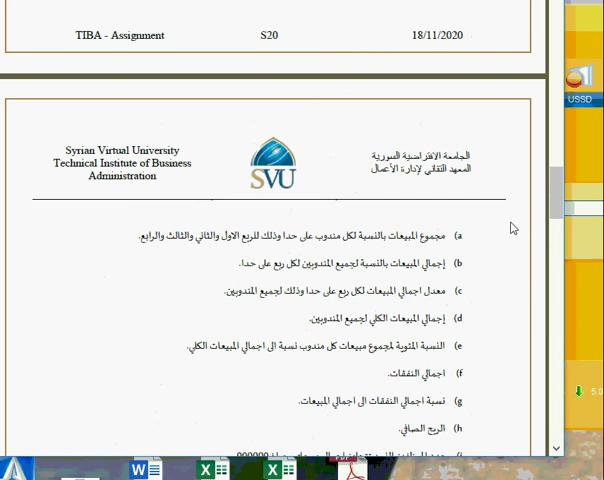 TIBA - Assignment S20 18/11/2020
Syrian Virtual University
Technical Institute of Business
Administration
SVU
الجامعة الافتراضية السورية
المعهد التقاني لإدارة الأعمال
a) مجموع المبيعات بالنسبة لكل مندوب على حدا وذلك للربع الاول والثاني والثالث والرابع.
b) إجمالي المبيعات بالنسبة لجميع المندوبين لكل ربع على حدا.
c) معدل اجمالي المبيعات لكل ربع على حدا وذلك لجميع المندوبين.
d) إجمالي المبيعات الكلي لجميع المندوبين.
e) النسبة المئوية لمجموع مبيعات كل مندوب نسبة الى اجمالي المبيعات الكلي.
f) اجمالي النفقات.
g) نسبة اجمالي النفقات الى اجمالي المبيعات.
h) الربح الصافي.
USSD
5.0